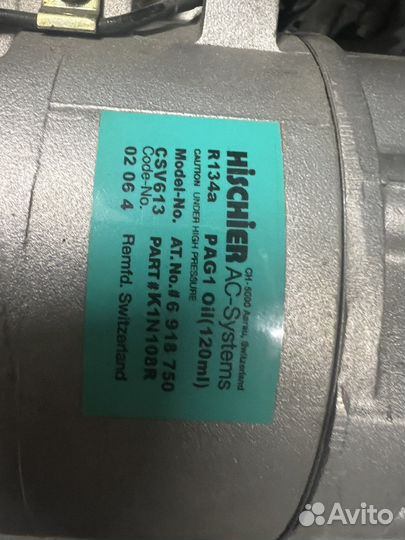 HiSCHiER AC-Systems
CH-5000 Aarau, Switzerland
R134a PAG1 Oil(120ml)
CAUTION UNDER HIGH PRESSURE
Model-No. AT.No.#6 918 750
CSV613 PART#K1N108R
Code-No.
02 06 4 Remfd. Switzerland
Avito